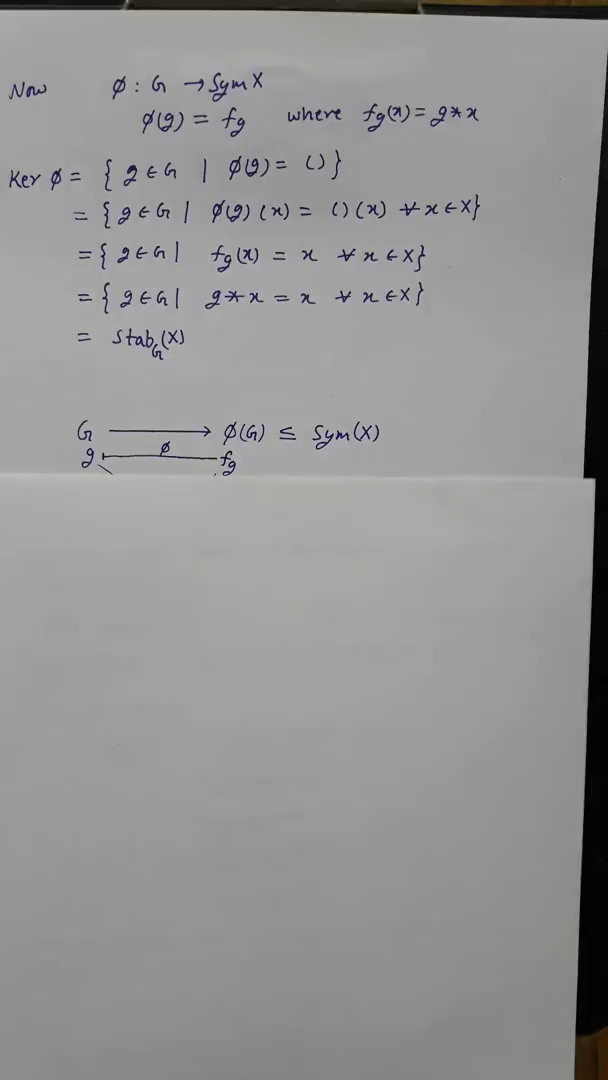 Now φ : G → Sym X
φ(g) = f_g where f_g(x) = g*x
Ker φ = { g ∈ G | φ(g) = () }
= { g ∈ G | φ(g)(x) = ()(x) ∀ x ∈ X}
= { g ∈ G | f_g(x) = x ∀ x ∈ X}
= { g ∈ G | g*x = x ∀ x ∈ X}
= Stab_G(X)
G ⟶ φ(G) ≤ Sym(X)
φ
g f_g